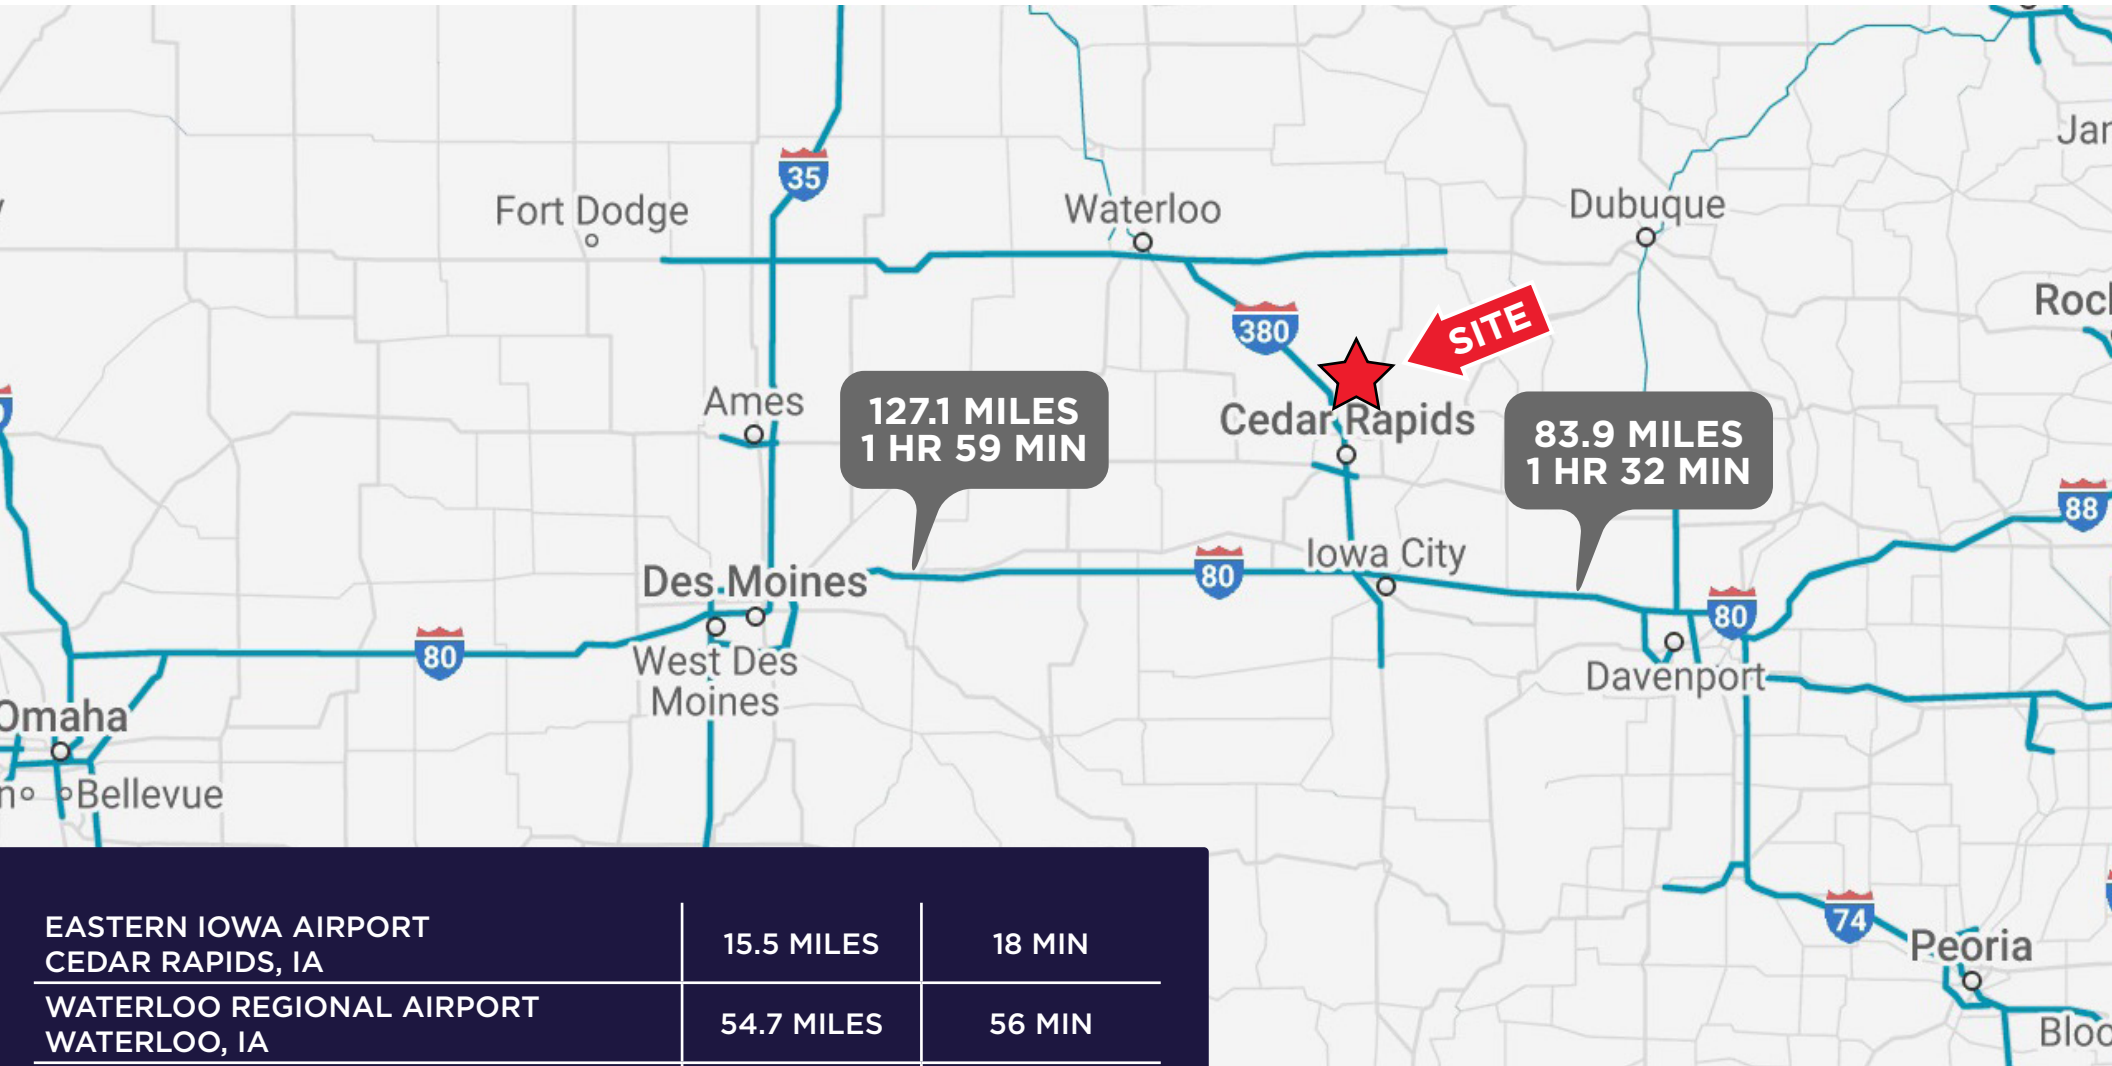 35
Fort Dodge
Waterloo
Dubuque
380
SITE
Ames
127.1 MILES
1 HR 59 MIN
Cedar Rapids
83.9 MILES
1 HR 32 MIN
88
Des Moines
80
Iowa City
80
80
West Des
Moines
Davenport
Omaha
Bellevue
74
Peoria
EASTERN IOWA AIRPORT
CEDAR RAPIDS, IA
15.5 MILES
18 MIN
WATERLOO REGIONAL AIRPORT
WATERLOO, IA
54.7 MILES
56 MIN